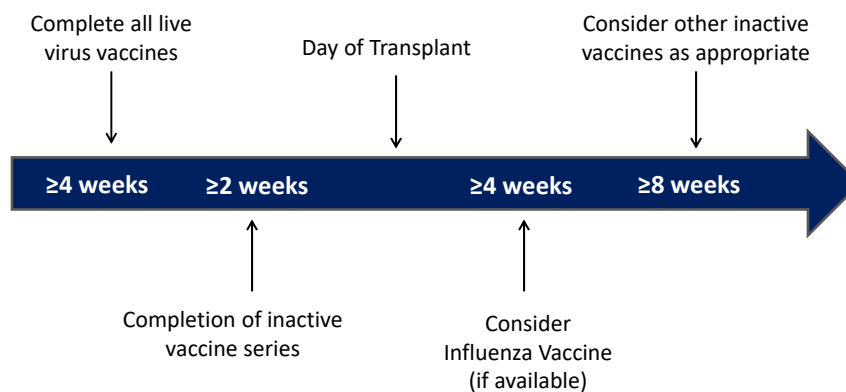 Complete all live
virus vaccines
Day of Transplant
Consider other inactive
vaccines as appropriate
≥4 weeks
≥2 weeks
≥4 weeks
≥8 weeks
Completion of inactive
vaccine series
Consider
Influenza Vaccine
(if available)